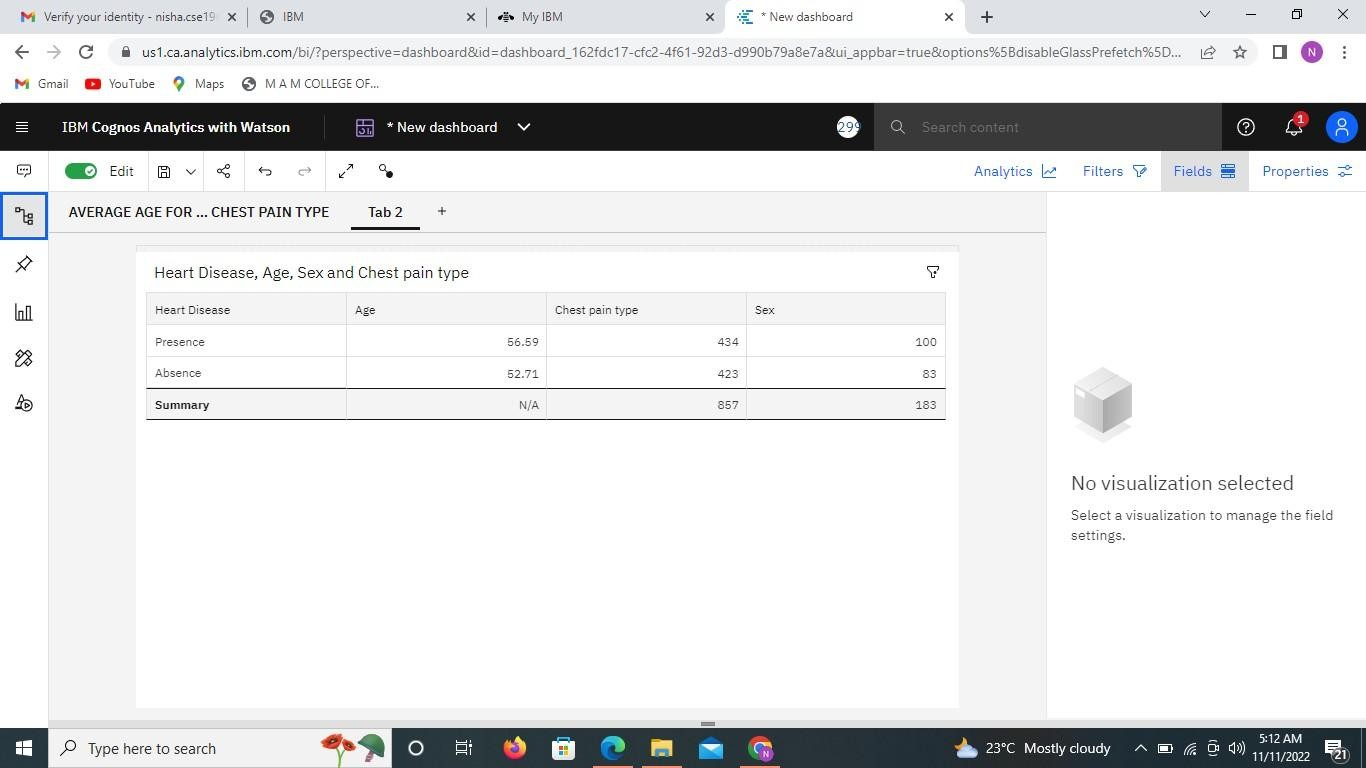 Verify your identity - nisha.cse19
IBM
My IBM
* New dashboard
us1.ca.analytics.ibm.com/bi/?perspective=dashboard&id=dashboard_162fdc17-cfc2-4f61-92d3-d990b79a8e7a&ui_appbar=true&options%5BdisableGlassPrefetch%5D...
N
Gmail
YouTube
Maps
M A M COLLEGE OF...
IBM Cognos Analytics with Watson
* New dashboard
299
Search content
1
Edit
Analytics
Filters
Fields
Properties
AVERAGE AGE FOR ... CHEST PAIN TYPE
Tab 2
Heart Disease, Age, Sex and Chest pain type
Heart Disease Age Chest pain type Sex
Presence 56.59 434 100
Absence 52.71 423 83
Summary N/A 857 183
No visualization selected
Select a visualization to manage the field
settings.
Type here to search
N
23°C Mostly cloudy
5:12 AM
11/11/2022
21